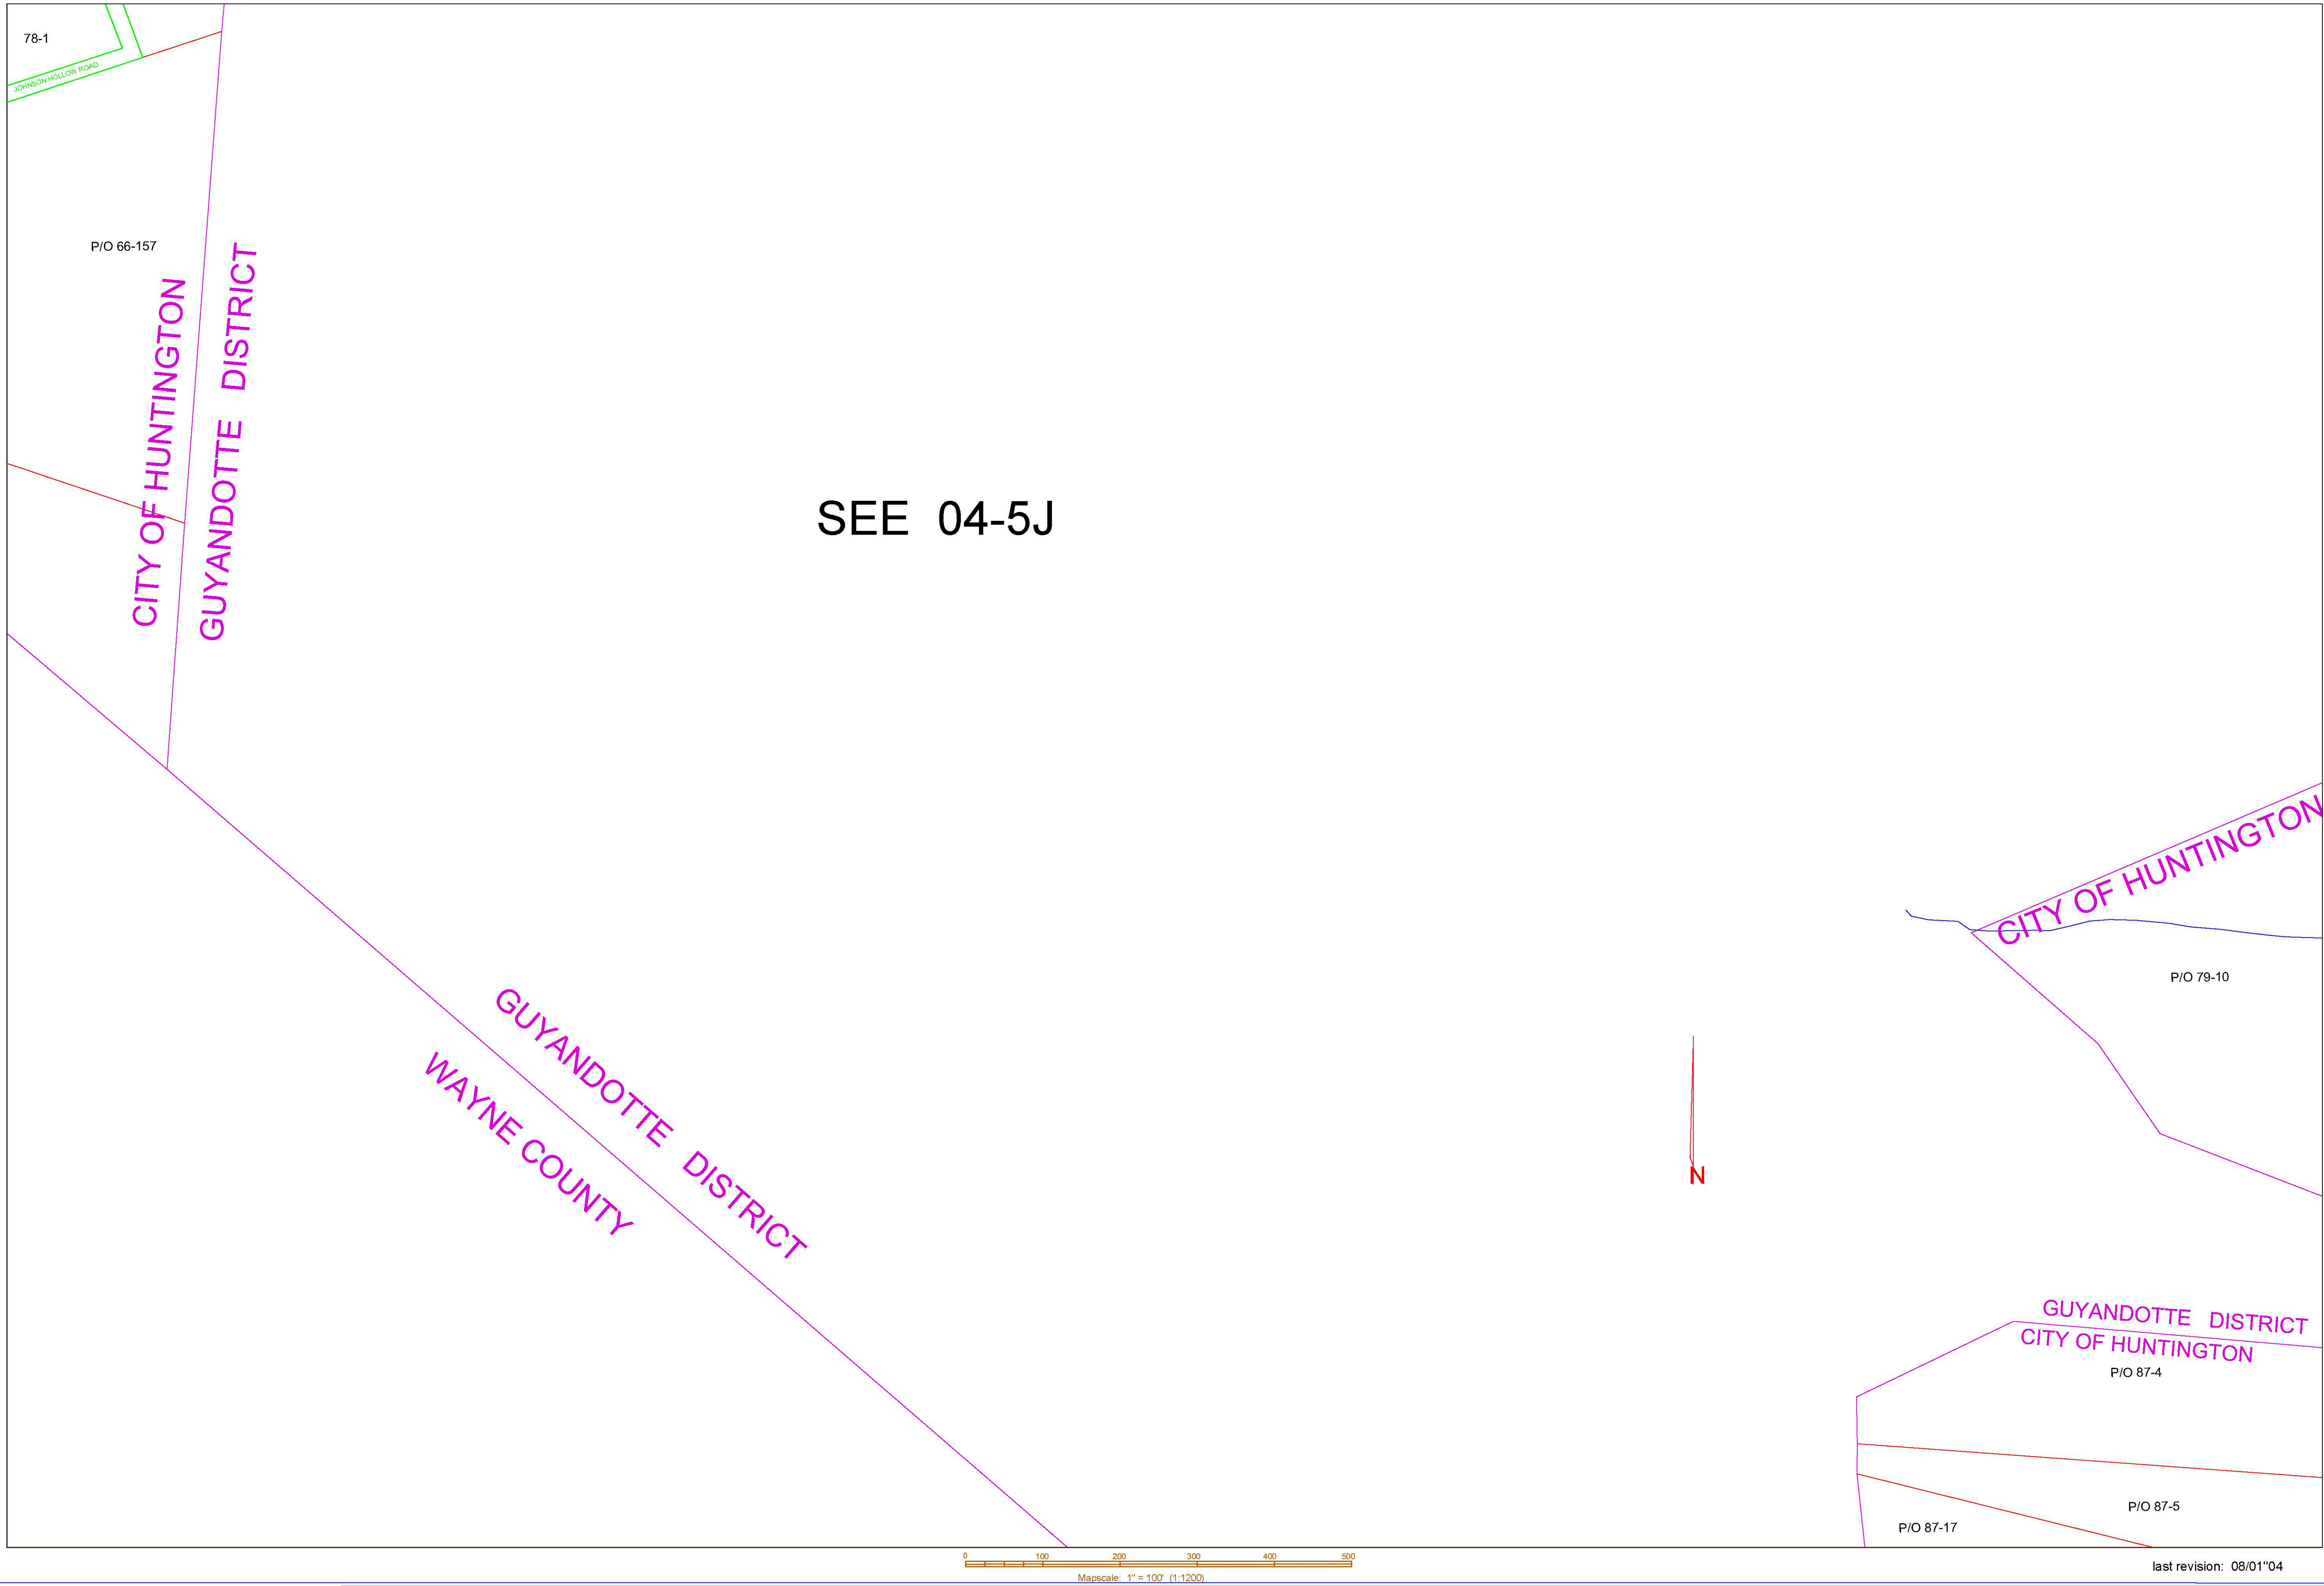 78-1
JOHNSON HOLLOW ROAD
P/O 66-157
CITY OF HUNTINGTON
GUYANDOTTE DISTRICT
SEE 04-5J
CITY OF HUNTINGTON
P/O 79-10
GUYANDOTTE DISTRICT
WAYNE COUNTY
N
GUYANDOTTE DISTRICT
CITY OF HUNTINGTON
P/O 87-4
P/O 87-5
P/O 87-17
0 100 200 300 400 500
Mapscale: 1" = 100' (1:1200)
last revision: 08/01"04